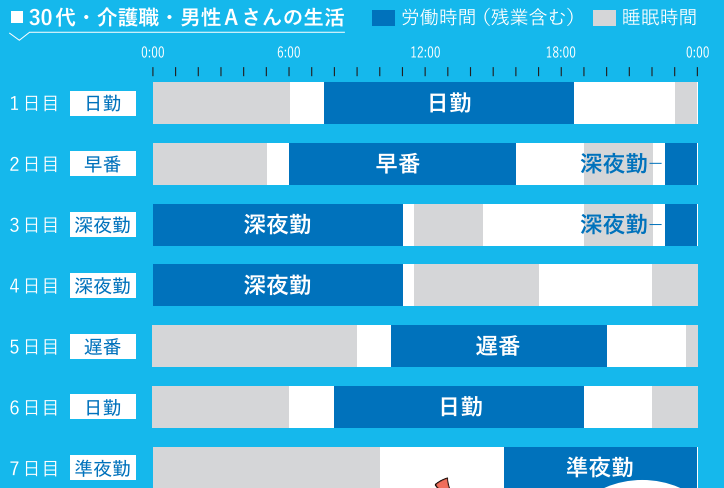 ■30代・介護職・男性Aさんの生活 労働時間（残業含む） 睡眠時間
0:00 6:00 12:00 18:00 0:00
1日目 日勤 日勤
2日目 早番 早番 深夜勤
3日目 深夜勤 深夜勤 深夜勤
4日目 深夜勤 深夜勤
5日目 遅番 遅番
6日目 日勤 日勤
7日目 準夜勤 準夜勤